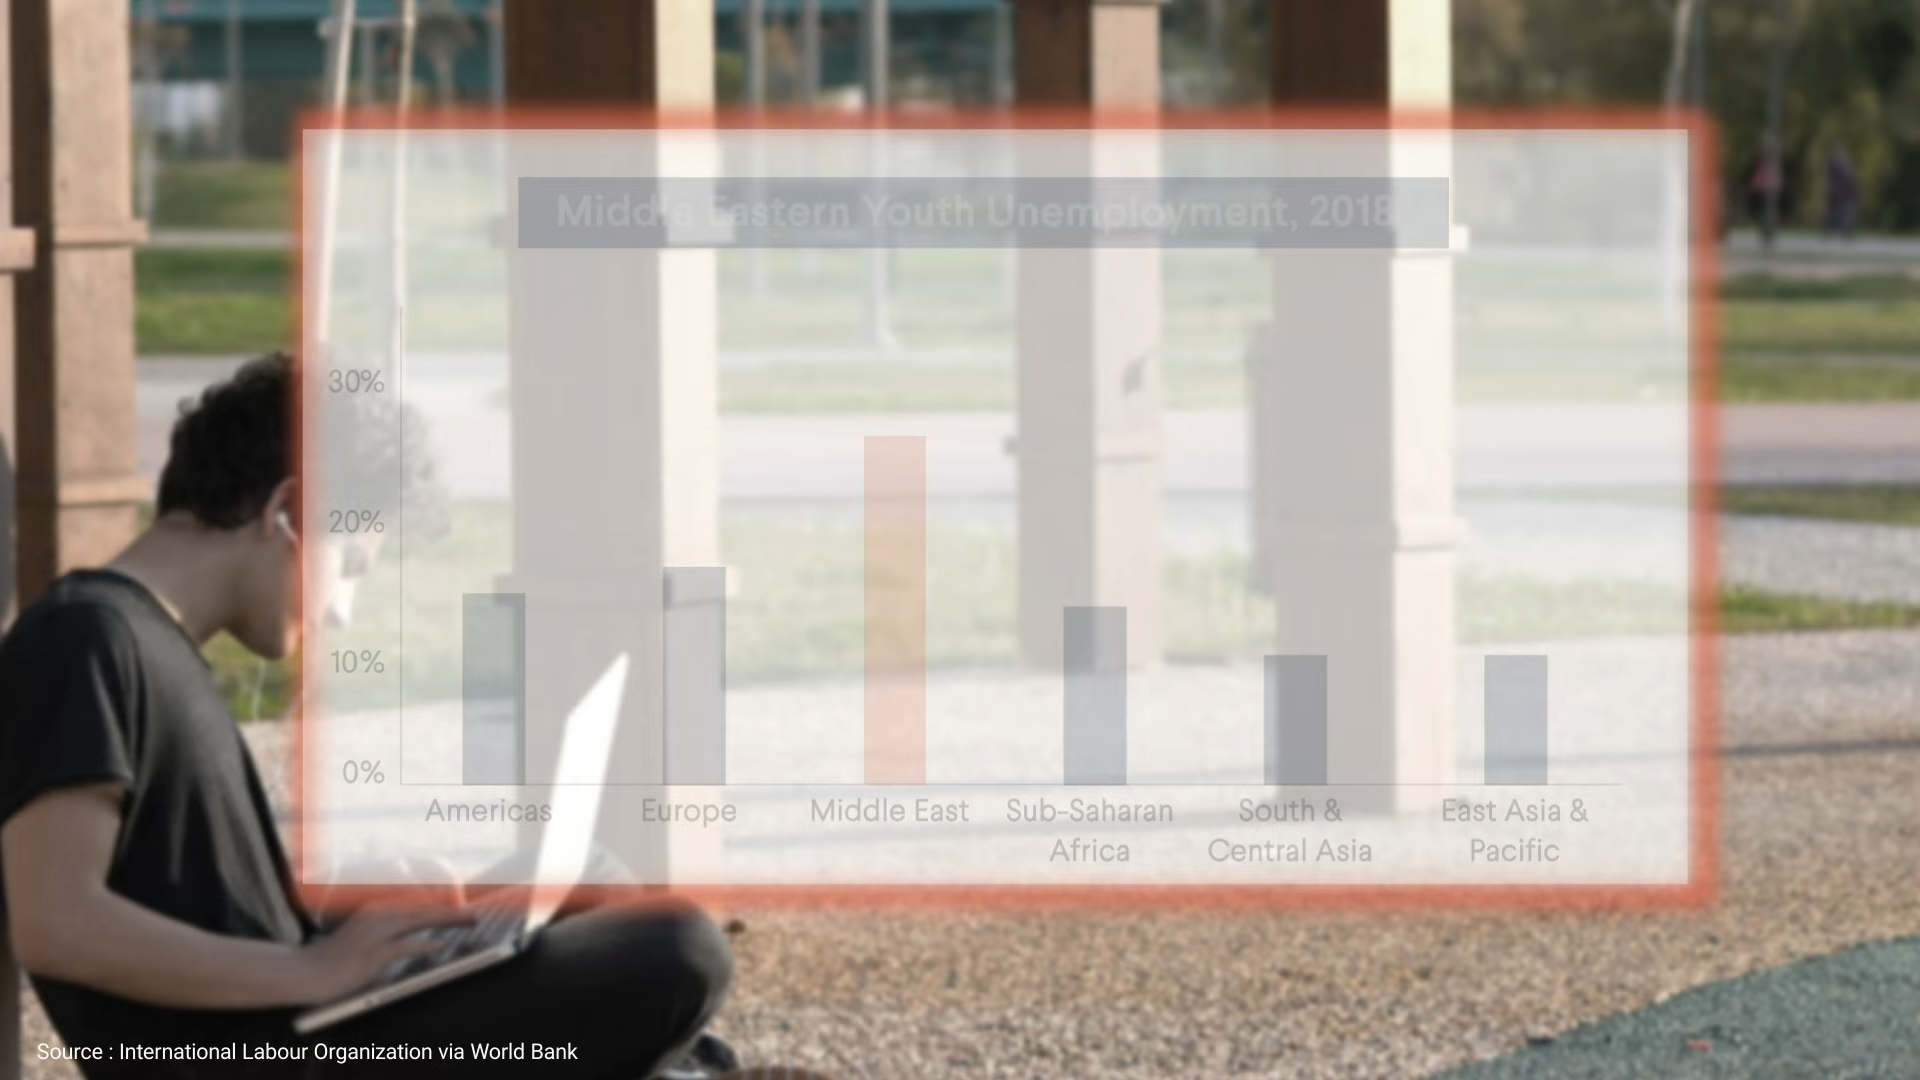 Middle Eastern Youth Unemployment, 2018
30%
20%
10%
0%
Americas
Europe
Middle East
Sub-Saharan
Africa
South &
Central Asia
East Asia &
Pacific
Source : International Labour Organization via World Bank